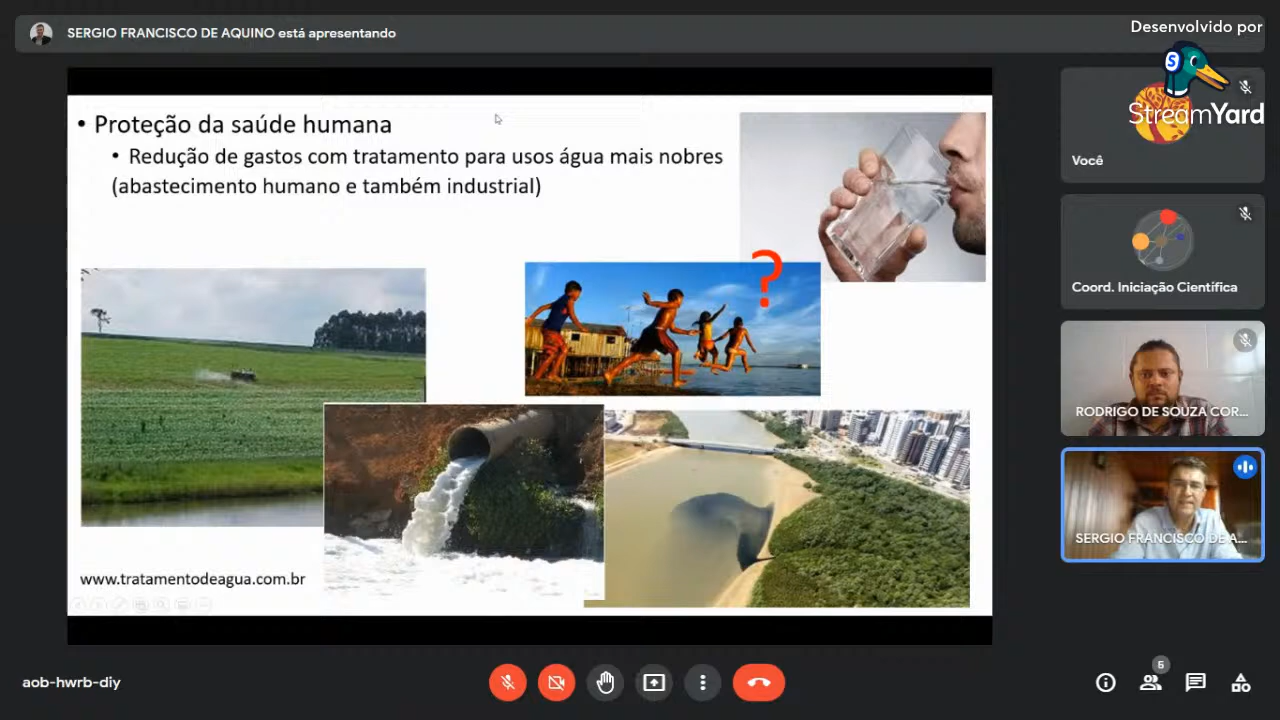 SERGIO FRANCISCO DE AQUINO está apresentando
Desenvolvido por
S
StreamYard
• Proteção da saúde humana
• Redução de gastos com tratamento para usos água mais nobres
(abastecimento humano e também industrial)
?
www.tratamentodeagua.com.br
Você
Coord. Iniciação Científica
RODRIGO DE SOUZA COR...
SERGIO FRANCISCO DE A...
aob-hwrb-diy
6